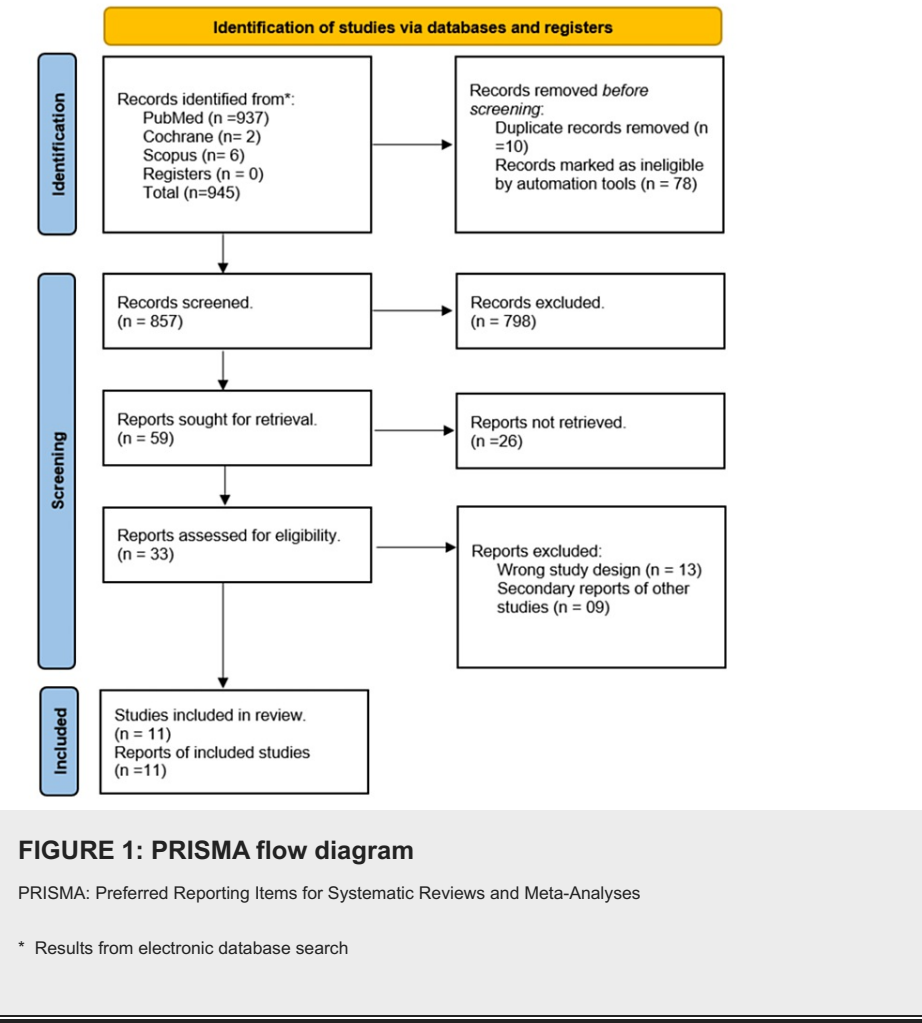 Identification of studies via databases and registers
Identification
Records identified from*:
PubMed (n =937)
Cochrane (n= 2)
Scopus (n= 6)
Registers (n = 0)
Total (n=945)
Records removed before
screening:
Duplicate records removed (n
=10)
Records marked as ineligible
by automation tools (n = 78)
Screening
Records screened.
(n = 857)
Records excluded.
(n = 798)
Reports sought for retrieval.
(n = 59)
Reports not retrieved.
(n =26)
Reports assessed for eligibility.
(n = 33)
Reports excluded:
Wrong study design (n = 13)
Secondary reports of other
studies (n = 09)
Included
Studies included in review.
(n = 11)
Reports of included studies
(n =11)
FIGURE 1: PRISMA flow diagram
PRISMA: Preferred Reporting Items for Systematic Reviews and Meta-Analyses
* Results from electronic database search